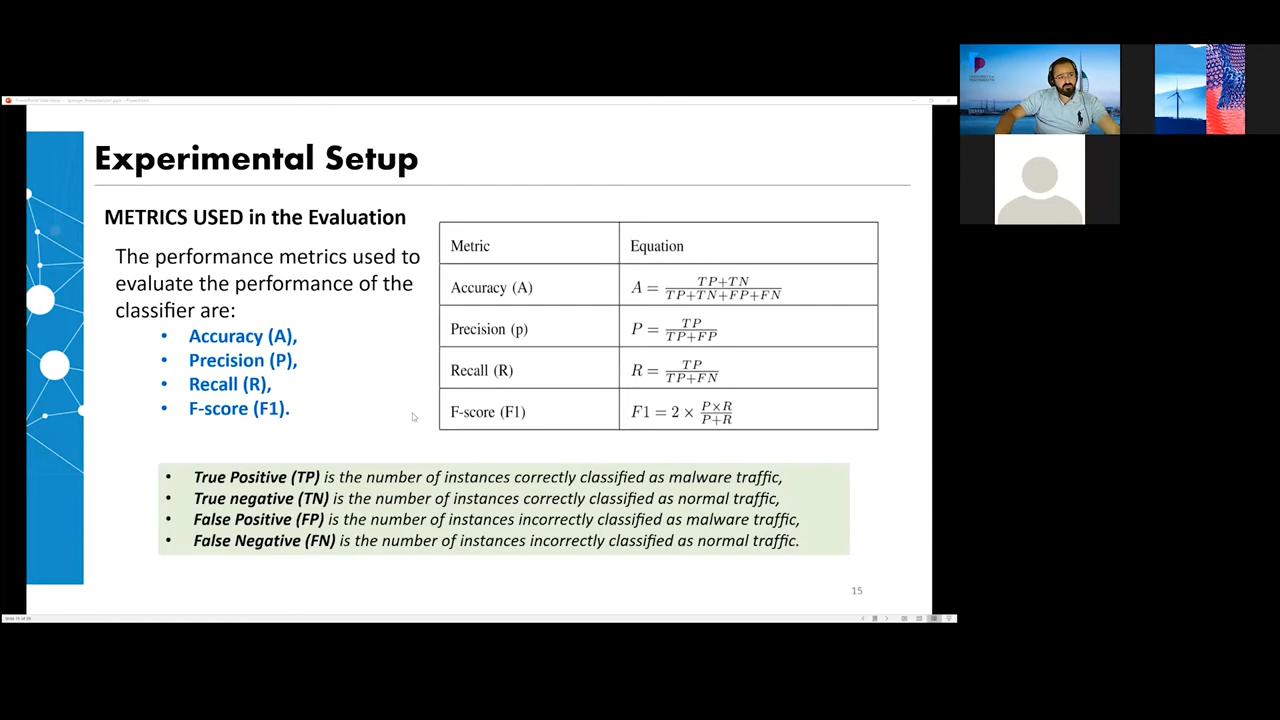 Experimental Setup
METRICS USED in the Evaluation
The performance metrics used to
evaluate the performance of the
classifier are:
• Accuracy (A),
• Precision (P),
• Recall (R),
• F-score (F1).
Metric Equation
Accuracy (A) A = TP+TN / TP+TN+FP+FN
Precision (p) P = TP / TP+FP
Recall (R) R = TP / TP+FN
F-score (F1) F1 = 2 × P×R / P+R
• True Positive (TP) is the number of instances correctly classified as malware traffic,
• True negative (TN) is the number of instances correctly classified as normal traffic,
• False Positive (FP) is the number of instances incorrectly classified as malware traffic,
• False Negative (FN) is the number of instances incorrectly classified as normal traffic.
15